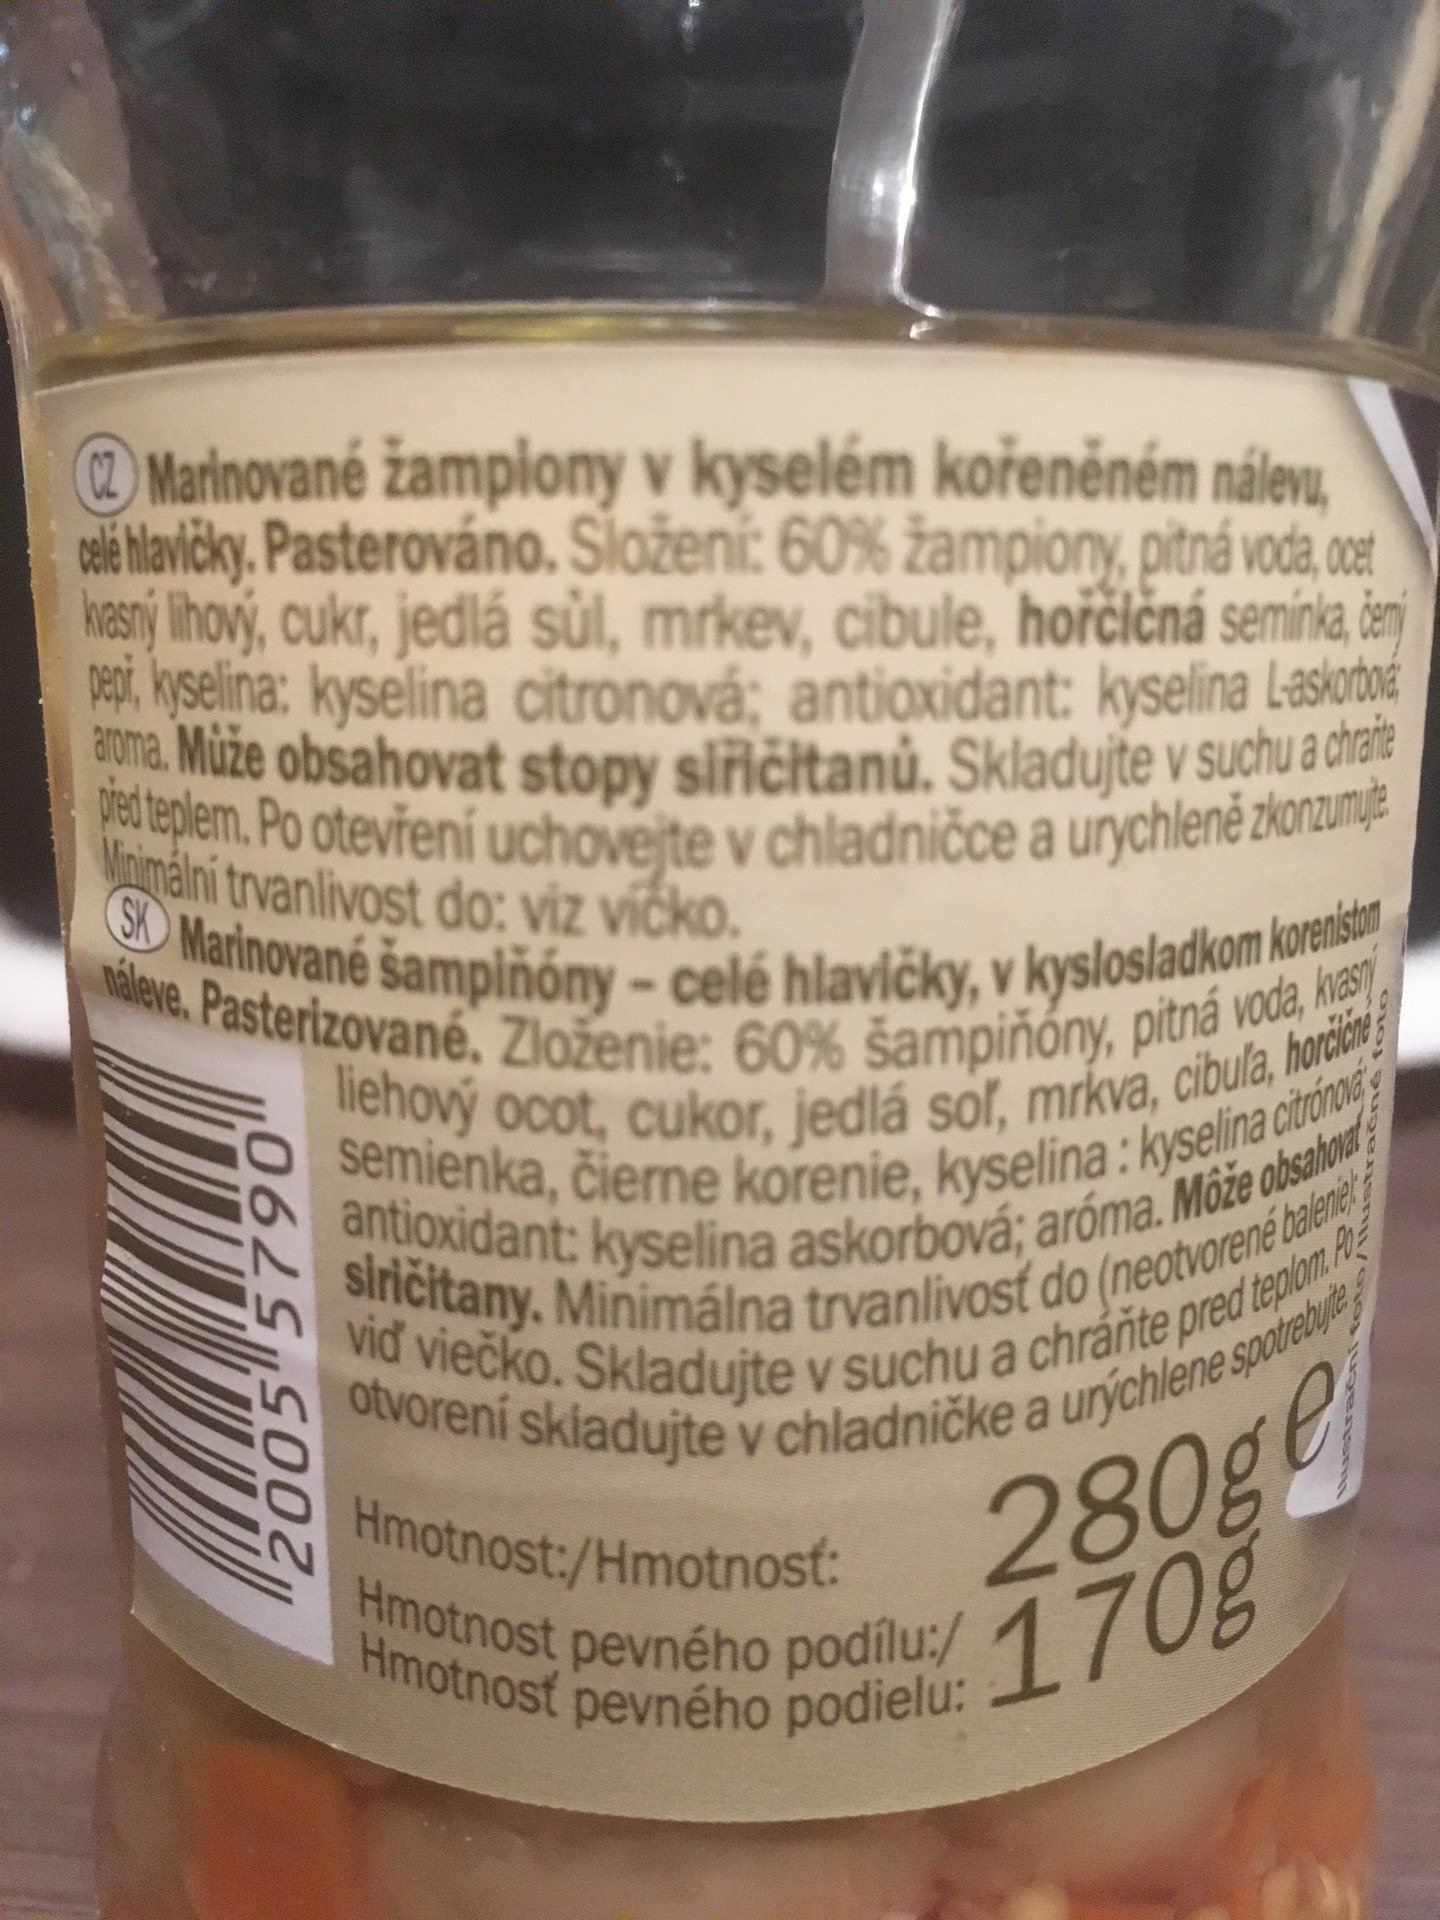 CZ Marinované žampiony v kyselém kořeněném nálevu,
celé hlavičky. Pasterováno. Složení: 60% žampiony, pitná voda, ocet
kvasný lihový, cukr, jedlá sůl, mrkev, cibule, hořčičná semínka, černý
pepř, kyselina: kyselina citronová; antioxidant: kyselina L-askorbová;
aroma. Může obsahovat stopy siřičitanů. Skladujte v suchu a chraňte
před teplem. Po otevření uchovejte v chladničce a urychleně zkonzumujte.
Minimální trvanlivost do: viz víčko.
SK Marinované šampiňóny – celé hlavičky, v kyslosladkom korenistom
náleve. Pasterizované. Zloženie: 60% šampiňóny, pitná voda, kvasný
liehový ocot, cukor, jedlá soľ, mrkva, cibuľa, horčičné
semienka, čierne korenie, kyselina : kyselina citrónová;
antioxidant: kyselina askorbová; aróma. Môže obsahovať
siričitany. Minimálna trvanlivosť do (neotvorené balenie):
viď viečko. Skladujte v suchu a chráňte pred teplom. Po
otvorení skladujte v chladničke a urýchlene spotrebujte.
Ilustrační foto / Ilustračné foto
20055790
Hmotnost:/Hmotnosť: 280g e
Hmotnost pevného podílu:/
Hmotnosť pevného podielu: 170g